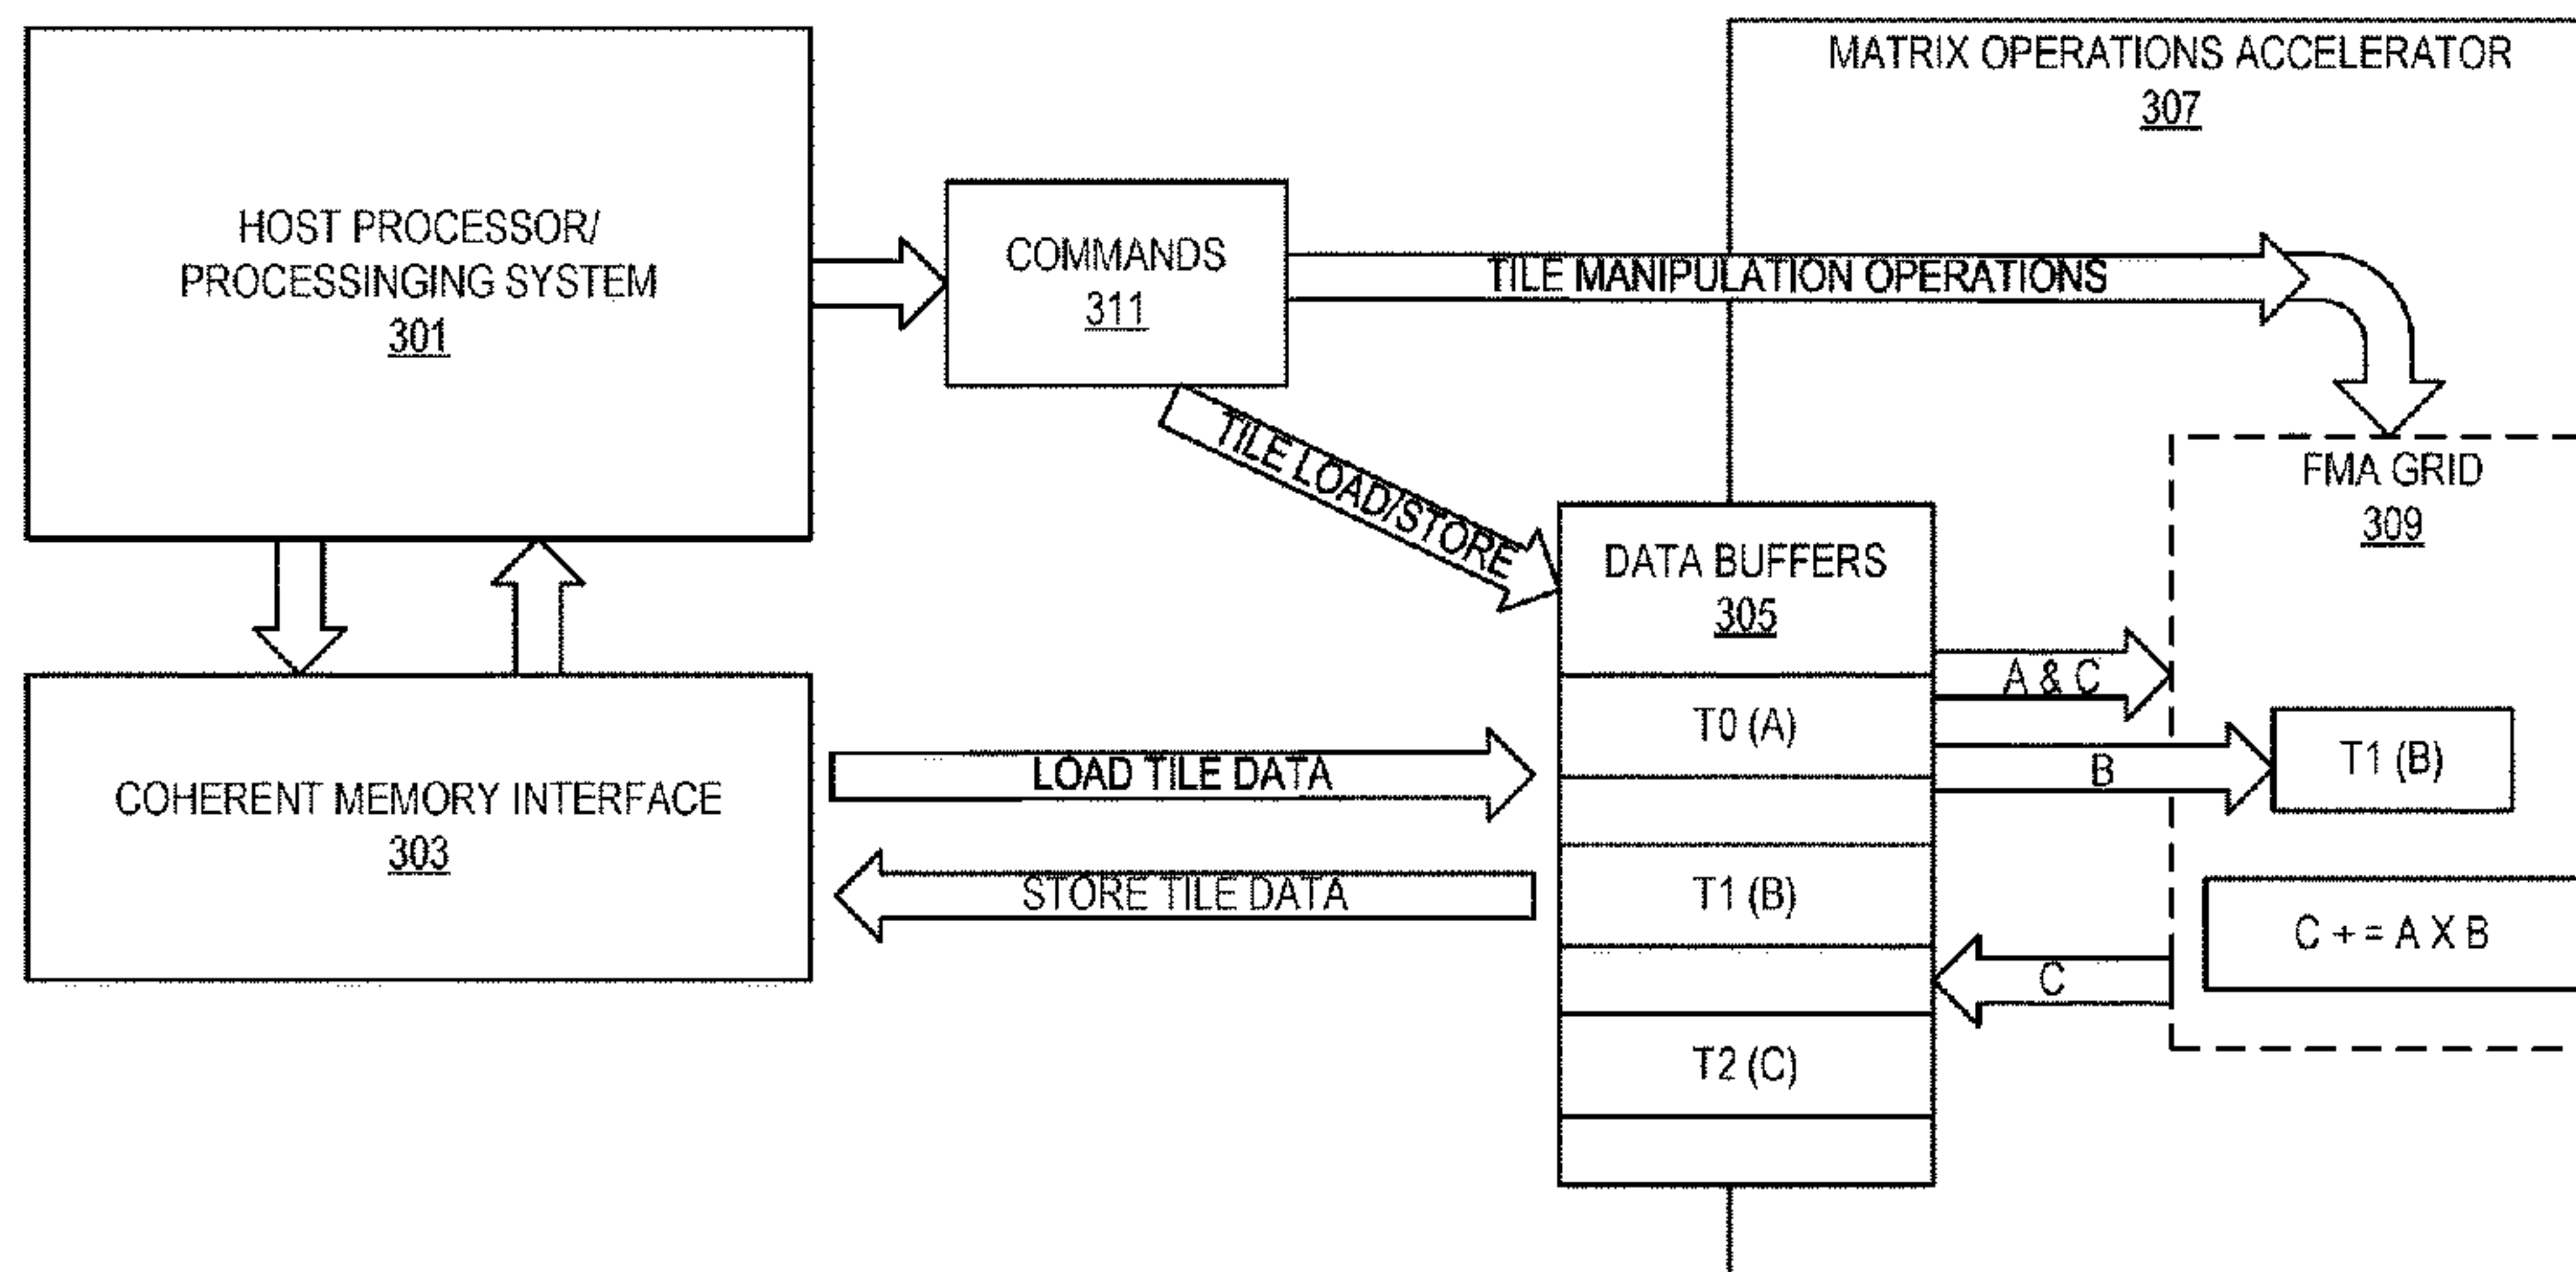 MATRIX OPERATIONS ACCELERATOR
307
HOST PROCESSOR/
PROCESSINGING SYSTEM
301
COMMANDS
311
TILE MANIPULATION OPERATIONS
TILE LOAD/STORE
FMA GRID
309
DATA BUFFERS
305
A & C
T0 (A)
B
T1 (B)
COHERENT MEMORY INTERFACE
303
LOAD TILE DATA
STORE TILE DATA
T1 (B)
C + = A X B
C
T2 (C)